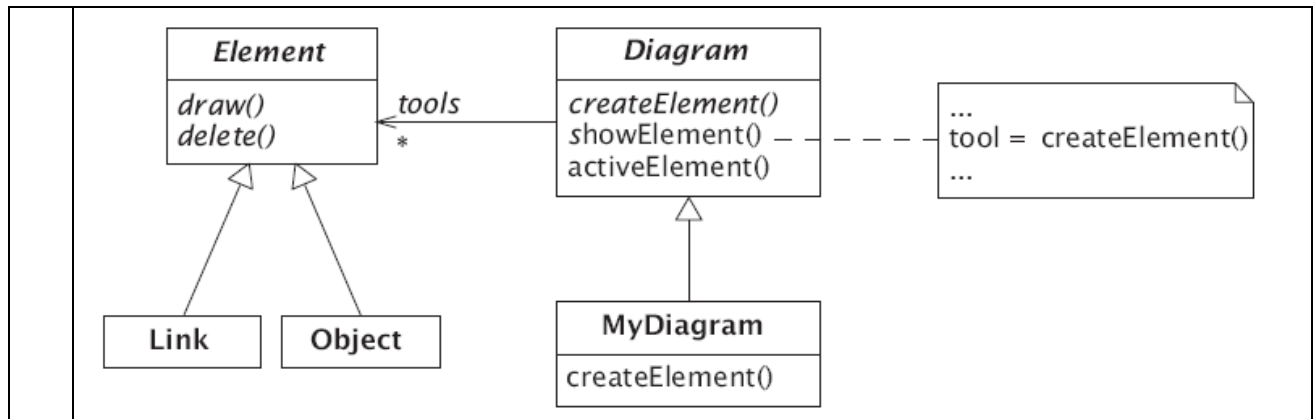 Element
draw()
delete()
tools
*
Diagram
createElement()
showElement()
activeElement()
...
tool = createElement()
...
Link
Object
MyDiagram
createElement()